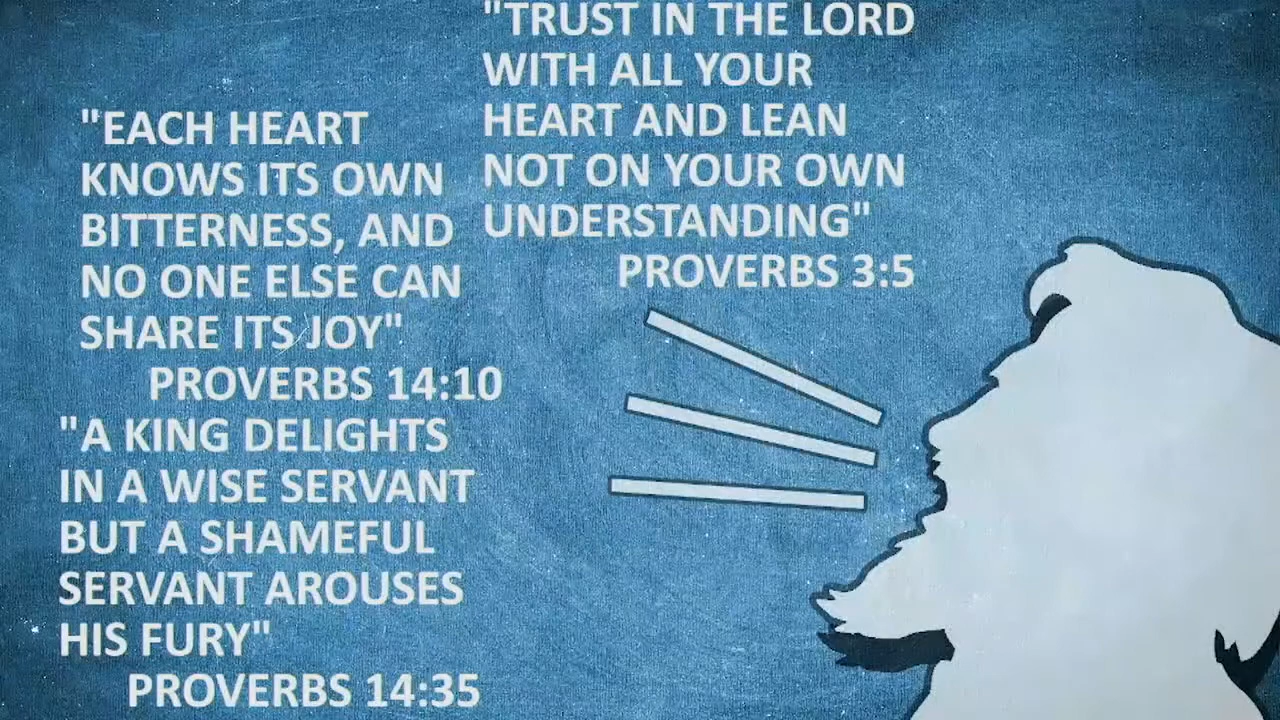 "EACH HEART
KNOWS ITS OWN
BITTERNESS, AND
NO ONE ELSE CAN
SHARE ITS JOY"
PROVERBS 14:10
"A KING DELIGHTS
IN A WISE SERVANT
BUT A SHAMEFUL
SERVANT AROUSES
HIS FURY"
PROVERBS 14:35
"TRUST IN THE LORD
WITH ALL YOUR
HEART AND LEAN
NOT ON YOUR OWN
UNDERSTANDING"
PROVERBS 3:5